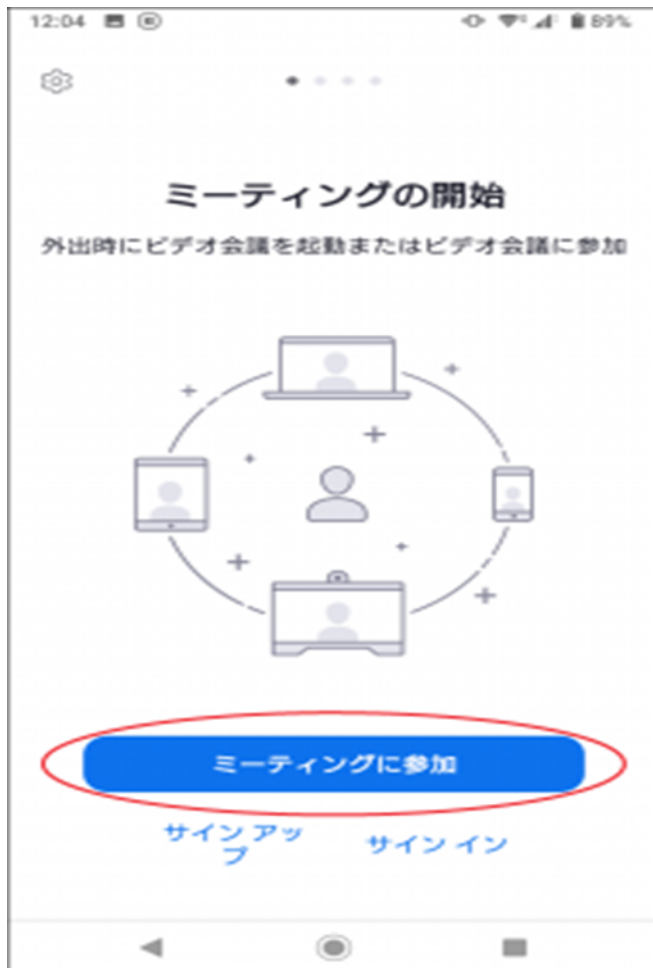 12:04 89%
ミーティングの開始
外出時にビデオ会議を起動またはビデオ会議に参加
ミーティングに参加
サイン アッ
プ
サイン イン